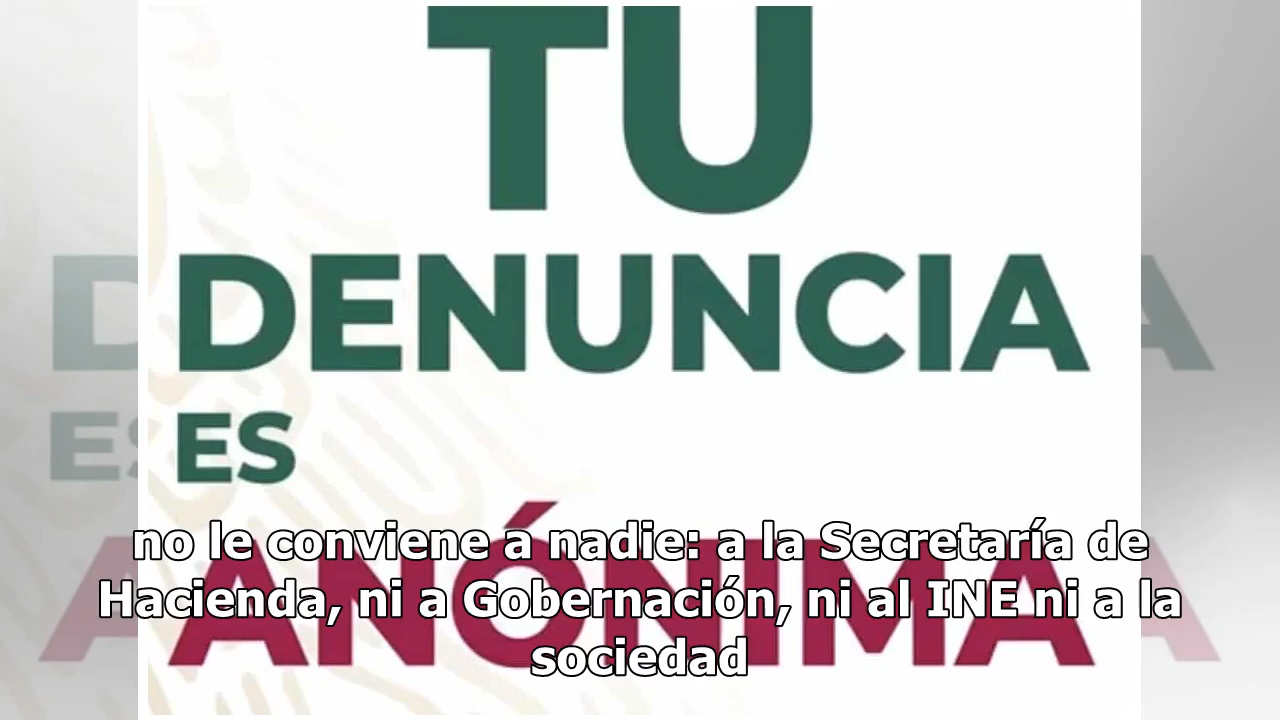 TU
DENUNCIA
ES
ANÓNIMA
no le conviene a nadie: a la Secretaría de
Hacienda, ni a Gobernación, ni al INE ni a la
sociedad